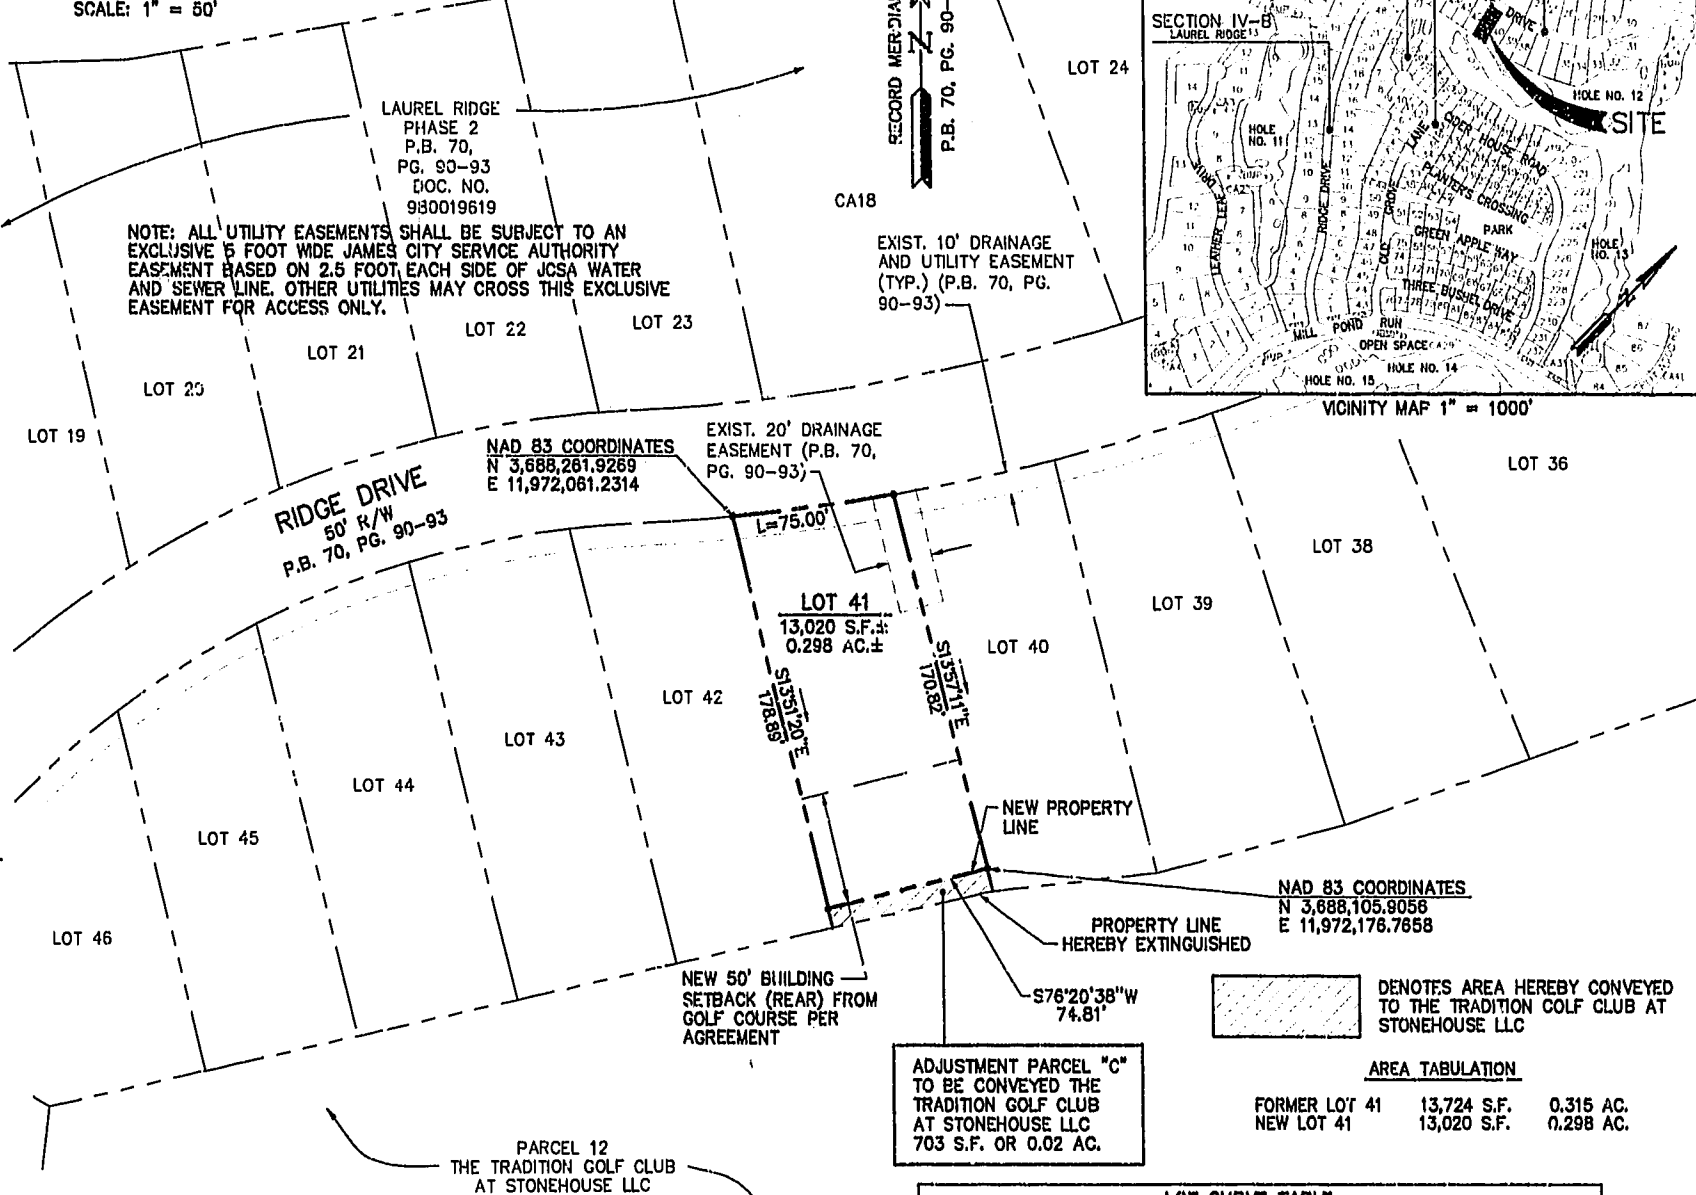 SCALE: 1" = 50'
LAUREL RIDGE
PHASE 2
P.B. 70,
PG. 90-93
DOC. NO.
980019619
NOTE: ALL UTILITY EASEMENTS SHALL BE SUBJECT TO AN
EXCLUSIVE 5 FOOT WIDE JAMES CITY SERVICE AUTHORITY
EASEMENT BASED ON 2.5 FOOT EACH SIDE OF JCSA WATER
AND SEWER LINE. OTHER UTILITIES MAY CROSS THIS EXCLUSIVE
EASEMENT FOR ACCESS ONLY.
LOT 19
LOT 20
LOT 21
LOT 22
LOT 23
CA18
LOT 24
RECORD MERIDIAN
P.B. 70, PG. 90-
EXIST. 10' DRAINAGE
AND UTILITY EASEMENT
(TYP.) (P.B. 70, PG.
90-93)
SECTION IV-B
LAUREL RIDGE
DRIVE
HOLE NO. 12
SITE
HOLE
NO. 11
LEATHER LEAF
DRIVE
RIDGE DRIVE
OLD
GROVE
LANE
CIDER HOUSE ROAD
PLANTER'S CROSSING
PARK
GREEN APPLE WAY
THREE BUSHEL DRIVE
HOLE
NO. 13
MILL POND RUN
OPEN SPACE
HOLE NO. 14
HOLE NO. 15
VICINITY MAP 1" = 1000'
NAD 83 COORDINATES
N 3,688,261.9269
E 11,972,061.2314
EXIST. 20' DRAINAGE
EASEMENT (P.B. 70,
PG. 90-93)
RIDGE DRIVE
50' R/W
P.B. 70, PG. 90-93
L=75.00'
LOT 41
13,020 S.F.±
0.298 AC.±
S13°51'20"E
178.89'
S13°57'11"E
170.82'
LOT 36
LOT 38
LOT 39
LOT 40
LOT 42
LOT 43
LOT 44
LOT 45
LOT 46
NEW PROPERTY
LINE
NAD 83 COORDINATES
N 3,688,105.9056
E 11,972,176.7658
PROPERTY LINE
HEREBY EXTINGUISHED
NEW 50' BUILDING
SETBACK (REAR) FROM
GOLF COURSE PER
AGREEMENT
S76°20'38"W
74.81'
DENOTES AREA HEREBY CONVEYED
TO THE TRADITION GOLF CLUB AT
STONEHOUSE LLC
ADJUSTMENT PARCEL "C"
TO BE CONVEYED THE
TRADITION GOLF CLUB
AT STONEHOUSE LLC
703 S.F. OR 0.02 AC.
AREA TABULATION
FORMER LOT 41 13,724 S.F. 0.315 AC.
NEW LOT 41 13,020 S.F. 0.298 AC.
PARCEL 12
THE TRADITION GOLF CLUB
AT STONEHOUSE LLC